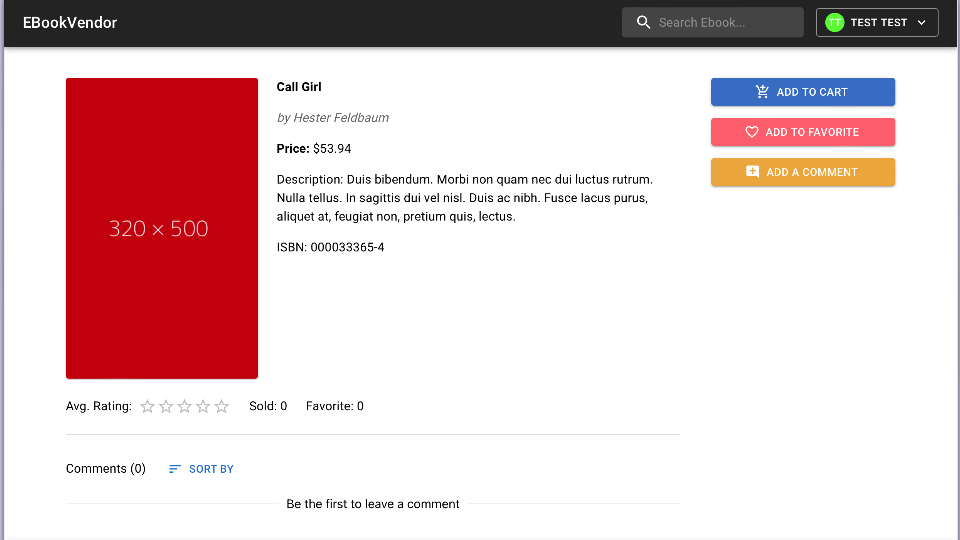 EBookVendor
Search Ebook...
TT TEST TEST
320 × 500
Call Girl
by Hester Feldbaum
Price: $53.94
Description: Duis bibendum. Morbi non quam nec dui luctus rutrum.
Nulla tellus. In sagittis dui vel nisl. Duis ac nibh. Fusce lacus purus,
aliquet at, feugiat non, pretium quis, lectus.
ISBN: 000033365-4
ADD TO CART
ADD TO FAVORITE
ADD A COMMENT
Avg. Rating:
Sold: 0
Favorite: 0
Comments (0)
SORT BY
Be the first to leave a comment